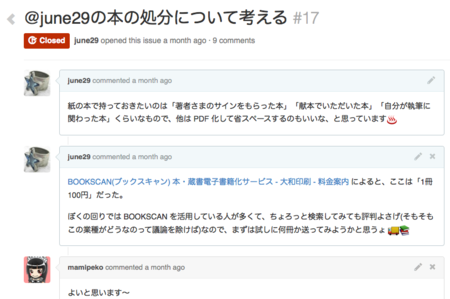 @june29の本の処分について考える #17
Closed june29 opened this issue a month ago · 9 comments
june29 commented a month ago
紙の本で持っておきたいのは「著者さまのサインをもらった本」「献本でいただいた本」「自分が執筆に
関わった本」くらいなもので、他は PDF 化して省スペースするのもいいな、と思っています♨
june29 commented a month ago
BOOKSCAN(ブックスキャン) 本・蔵書電子書籍化サービス - 大和印刷 - 料金案内 によると、ここは「1冊
100円」だった。
ぼくの回りでは BOOKSCAN を活用している人が多くて、ちょろっと検索してみても評判よさげ(そもそも
この業種がどうなのって議論を除けば)なので、まずは試しに何冊か送ってみようかと思うよ🚚📚
mamipeko commented a month ago
よいと思います〜